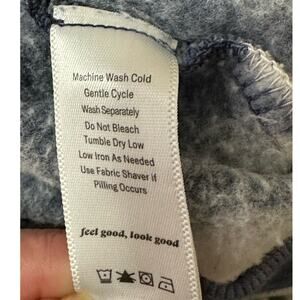 Machine Wash Cold
Gentle Cycle
Wash Separately
Do Not Bleach
Tumble Dry Low
Low Iron As Needed
Use Fabric Shaver if
Pilling Occurs
feel good, look good